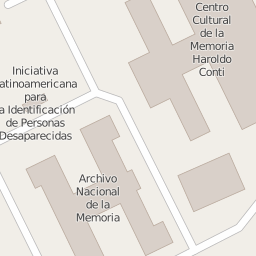 Centro
Cultural
de la
Memoria
Haroldo
Conti
Iniciativa
atinoamericana
para
a Identificación
de Personas
Desaparecidas
Archivo
Nacional
de la
Memoria